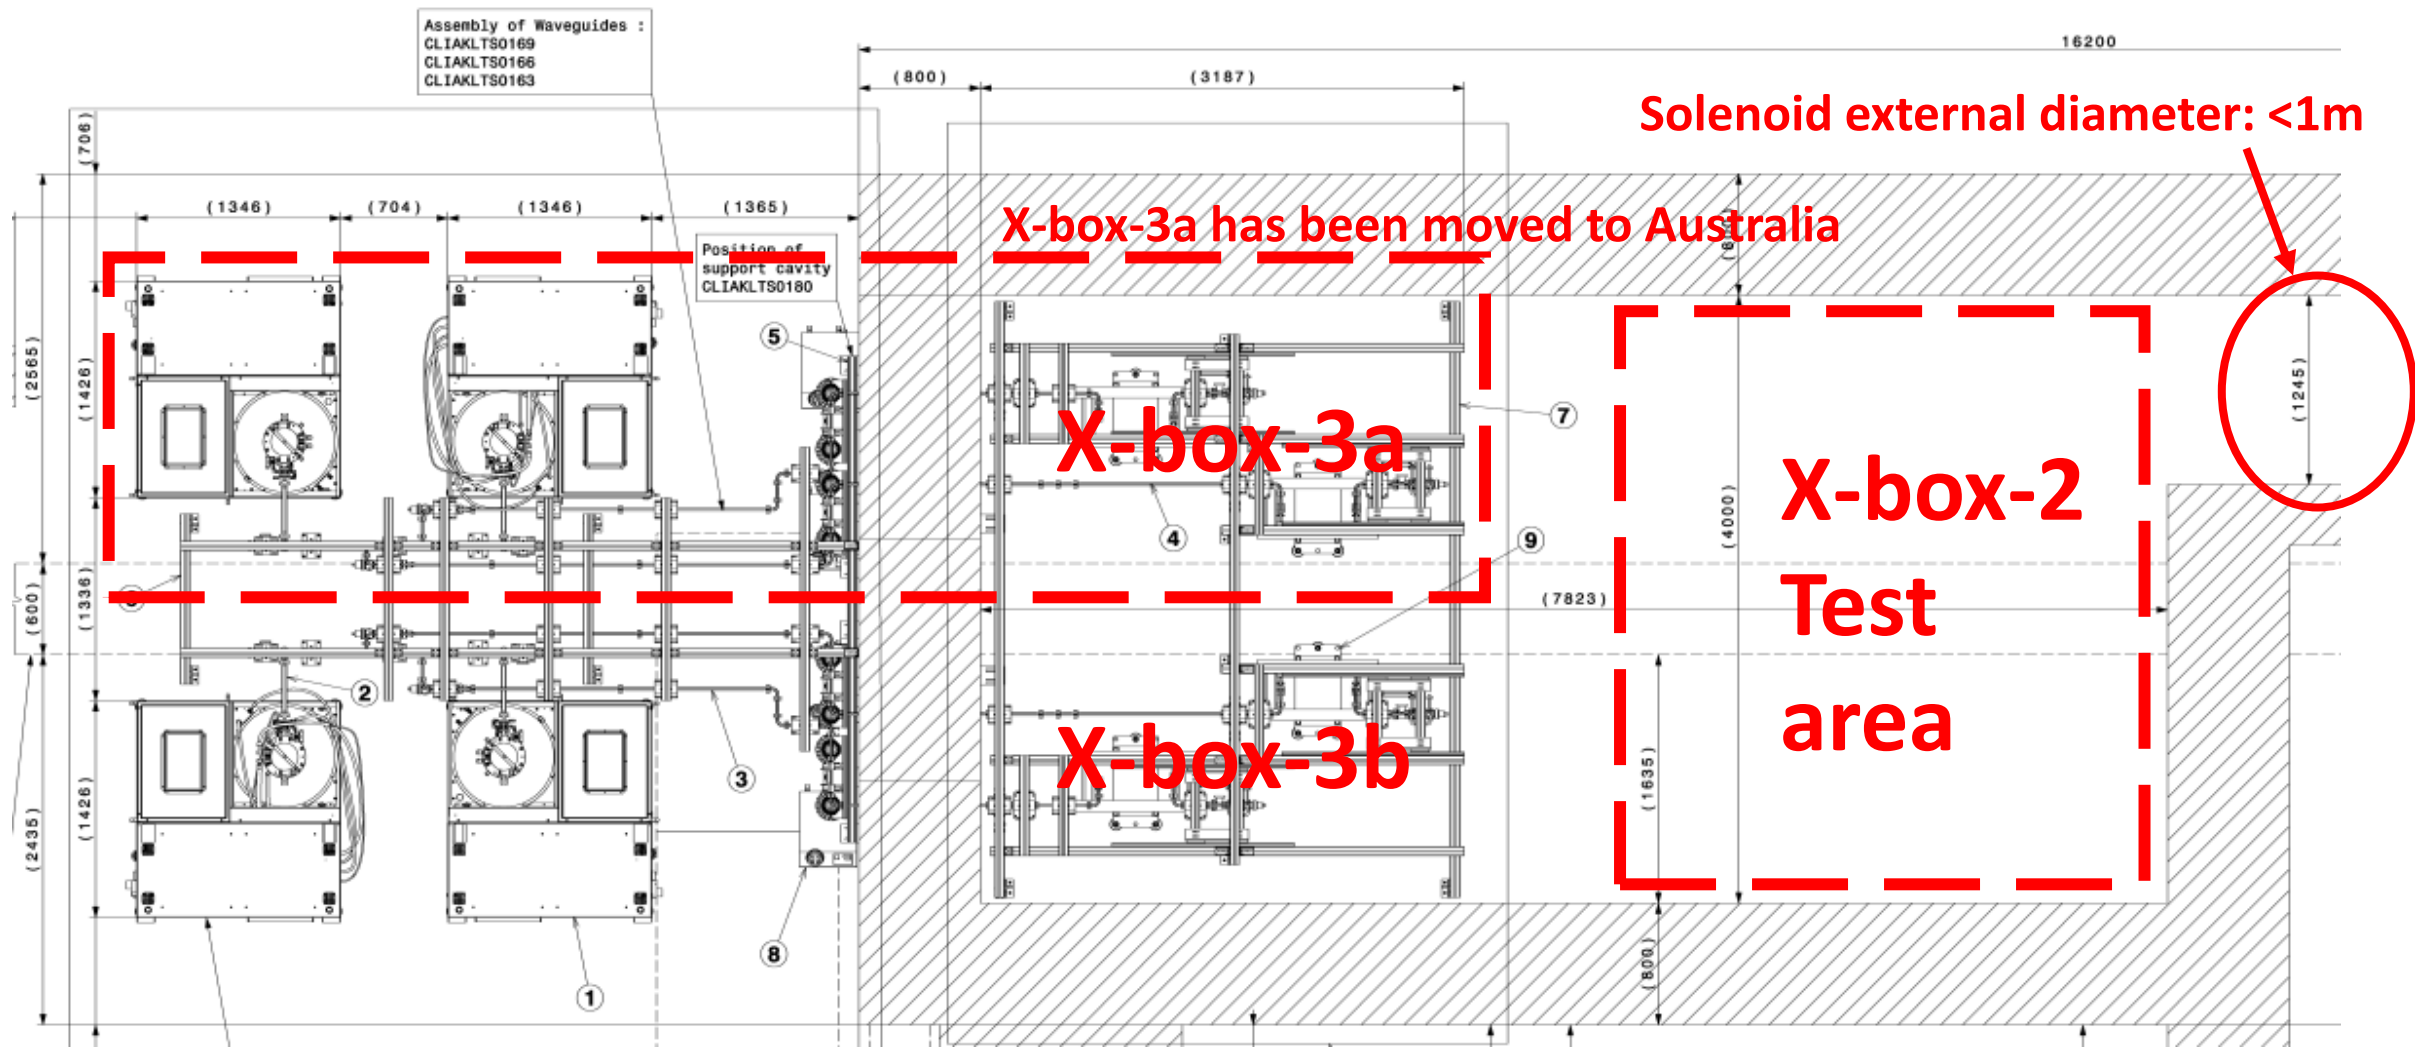 Assembly of Waveguides :
CLIAKLTS0169
CLIAKLTS0166
CLIAKLTS0163
16200
(800)
(3187)
Solenoid external diameter: <1m
(706)
(1346)
(704)
(1346)
(1365)
X-box-3a has been moved to Australia
Position of
support cavity
CLIAKLTS0180
5
(2565)
(1426)
(1245)
7
X-box-3a
X-box-2
Test
area
(4000)
4
9
(600)
(1336)
(7823)
2
3
X-box-3b
(1635)
(2435)
(1426)
8
(800)
1